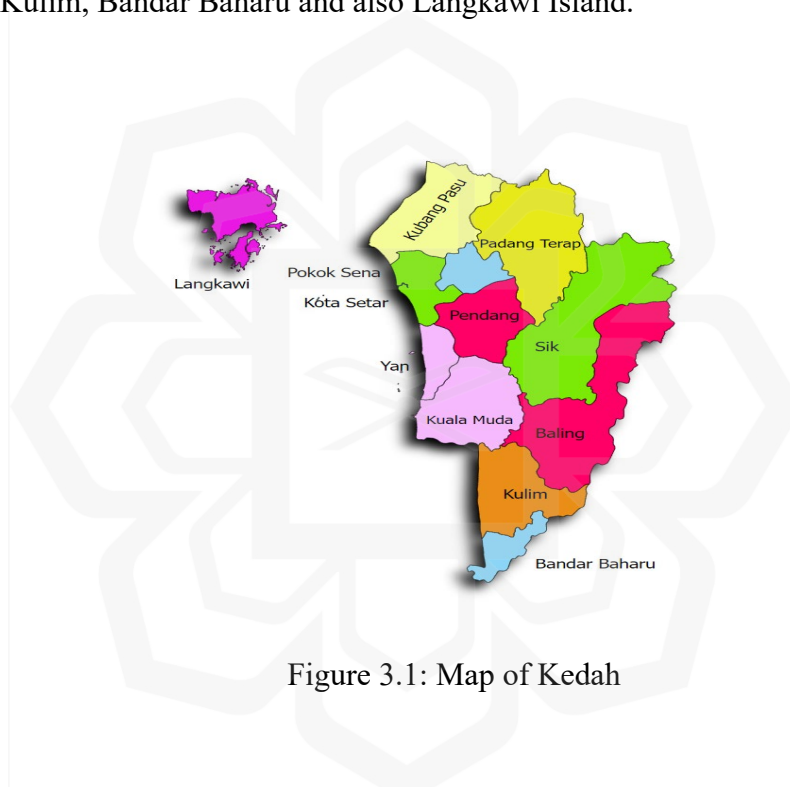 Kulim, Bandar Baharu and also Langkawi Island.
Kubang Pasu
Padang Terap
Pokok Sena
Langkawi
Kota Setar
Pendang
Sik
Yan
Kuala Muda
Baling
Kulim
Bandar Baharu
Figure 3.1: Map of Kedah